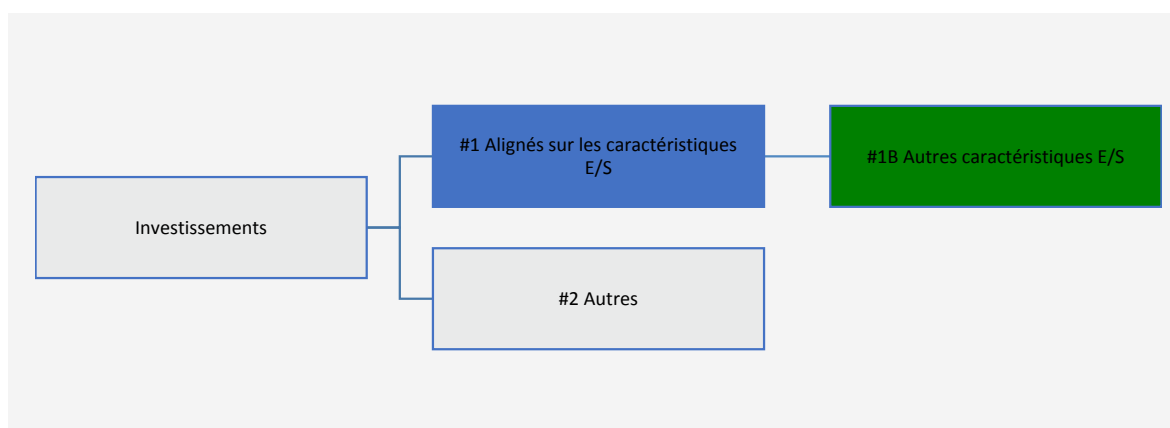 #1 Alignés sur les caractéristiques
E/S
#1B Autres caractéristiques E/S
Investissements
#2 Autres